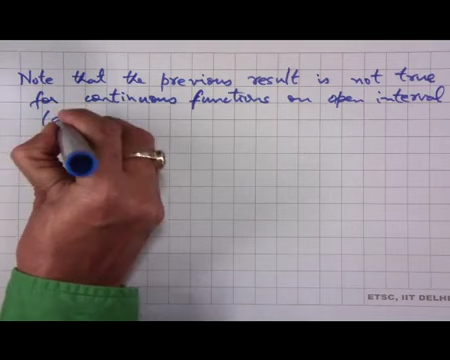 Note that the previous result is not true
for continuous functions on open interval
(
ETSC, IIT DELHI